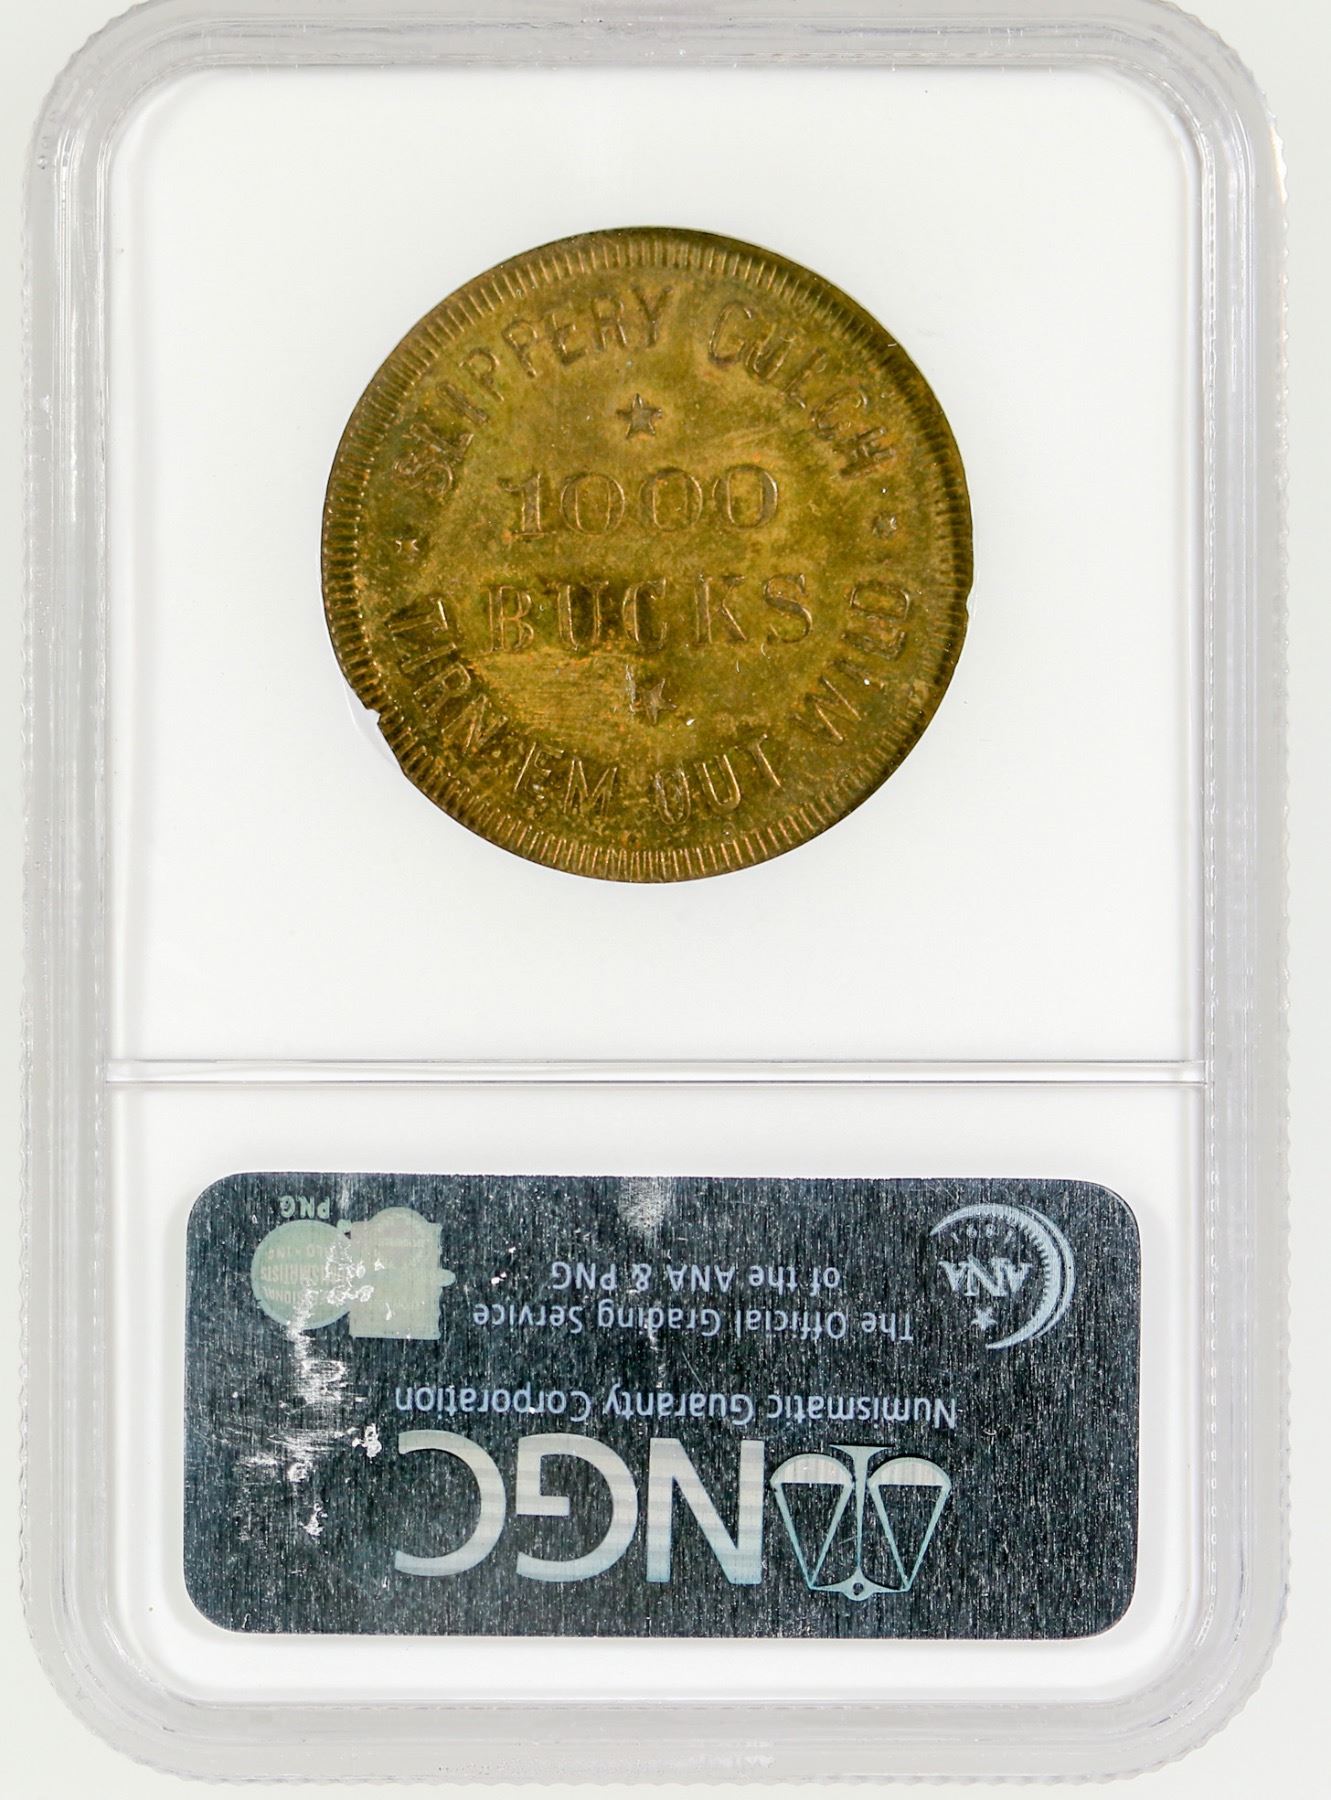 SLIPPERY GULCH
1000
BUCKS
TURN EM OUT WILD
NGC
Numismatic Guaranty Corporation
The Official Grading Service
of the ANA & PNG
ANA
1891
PNG